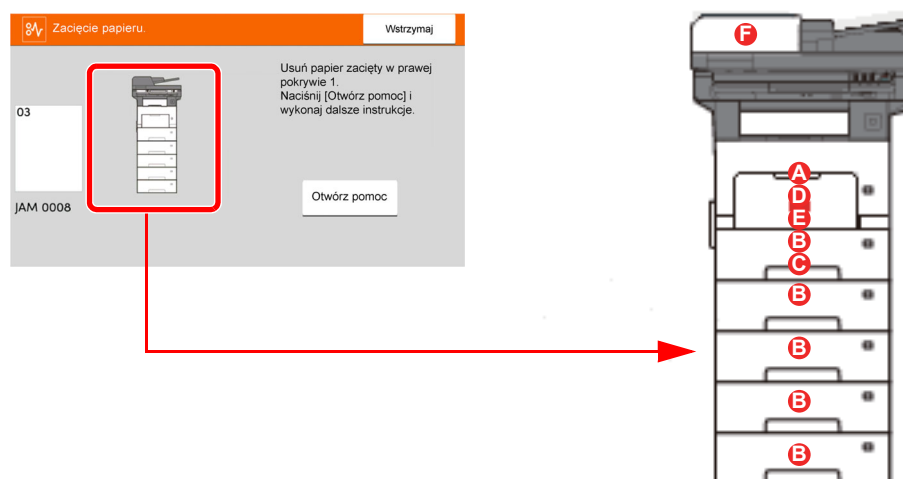 Zacięcie papieru.
Wstrzymaj
Usuń papier zacięty w prawej
pokrywie 1.
Naciśnij [Otwórz pomoc] i
wykonaj dalsze instrukcje.
03
Otwórz pomoc
JAM 0008
F
A
D
E
B
C
B
B
B
B